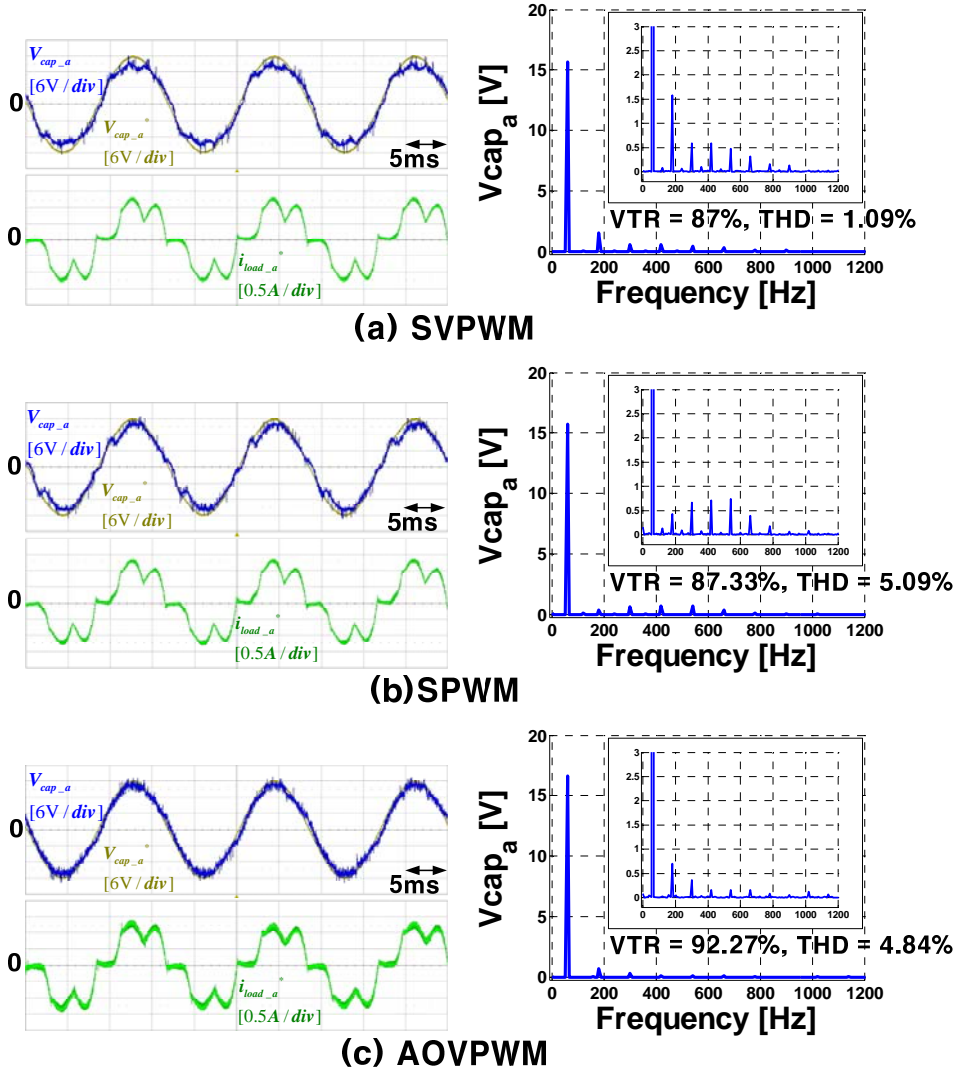 V_cap_a
[6V/div]
0
V_cap_a*
[6V/div]
5ms
0
i_load_a*
[0.5A/div]
Vcap_a [V]
20
15
10
5
0
3
2.5
2
1.5
1
0.5
0
0 200 400 600 800 1000 1200
VTR = 87%, THD = 1.09%
0 200 400 600 800 1000 1200
Frequency [Hz]
(a) SVPWM
V_cap_a
[6V/div]
0
V_cap_a*
[6V/div]
5ms
0
i_load_a*
[0.5A/div]
Vcap_a [V]
20
15
10
5
0
3
2.5
2
1.5
1
0.5
0
0 200 400 600 800 1000 1200
VTR = 87.33%, THD = 5.09%
0 200 400 600 800 1000 1200
Frequency [Hz]
(b)SPWM
V_cap_a
[6V/div]
0
V_cap_a*
[6V/div]
5ms
0
i_load_a*
[0.5A/div]
Vcap_a [V]
20
15
10
5
0
3
2.5
2
1.5
1
0.5
0
0 200 400 600 800 1000 1200
VTR = 92.27%, THD = 4.84%
0 200 400 600 800 1000 1200
Frequency [Hz]
(c) AOVPWM